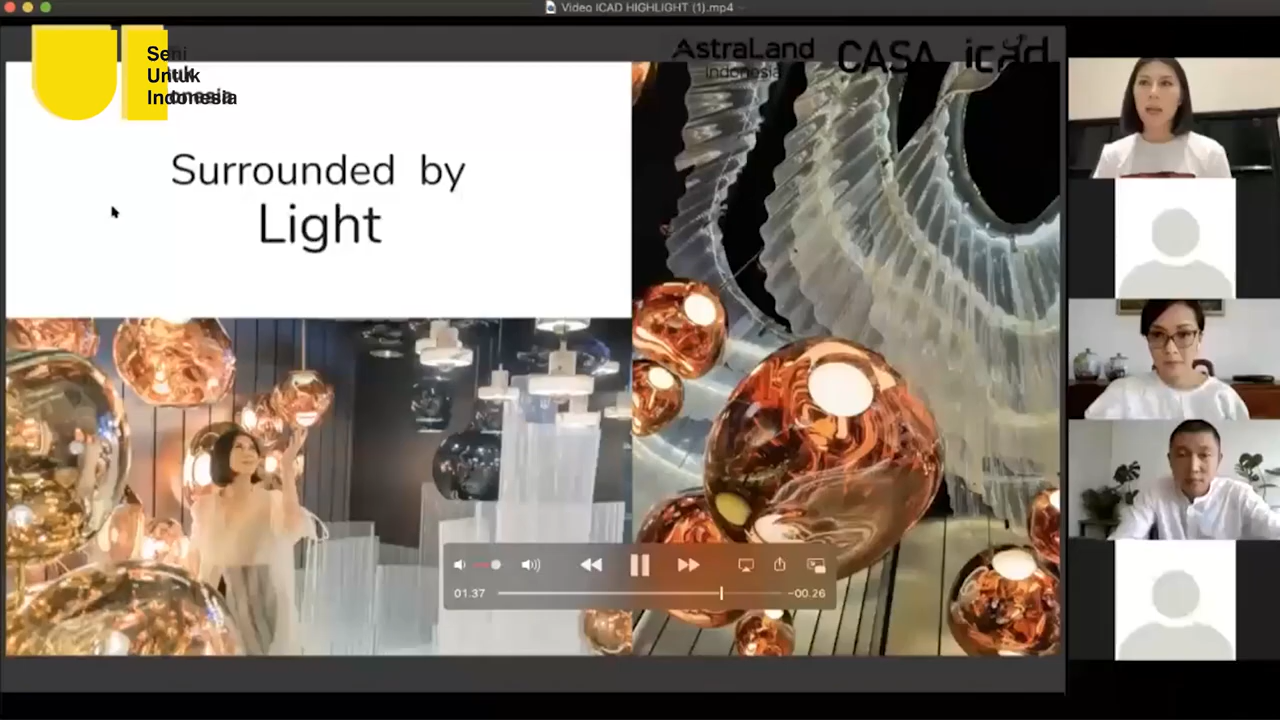 Video ICAD HIGHLIGHT (1).mp4
Seni
Untuk
Indonesia
AstraLand
Indonesia
CASA
icad
Surrounded by
Light
01.37
-00.26